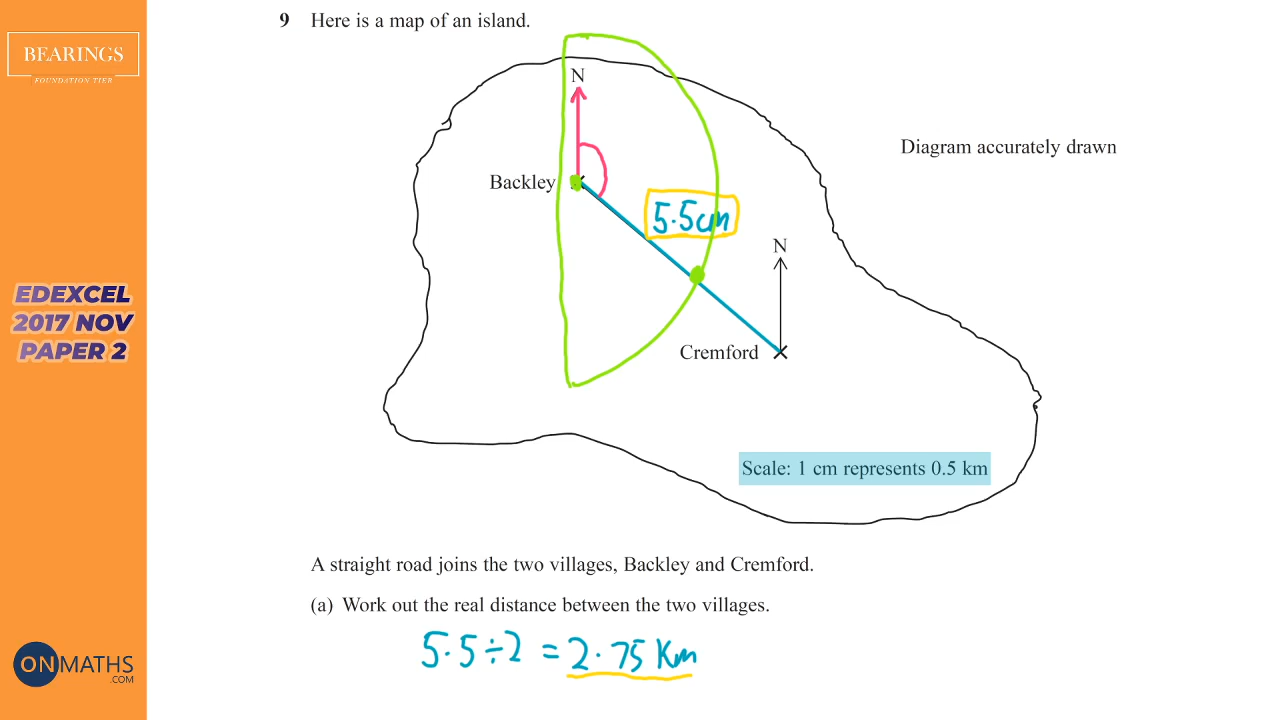 BEARINGS
FOUNDATION TIER
EDEXCEL
2017 NOV
PAPER 2
ONMATHS
.COM
9 Here is a map of an island.
N
Diagram accurately drawn
Backley
5.5cm
N
Cremford
Scale: 1 cm represents 0.5 km
A straight road joins the two villages, Backley and Cremford.
(a) Work out the real distance between the two villages.
5.5÷2 = 2.75 Km